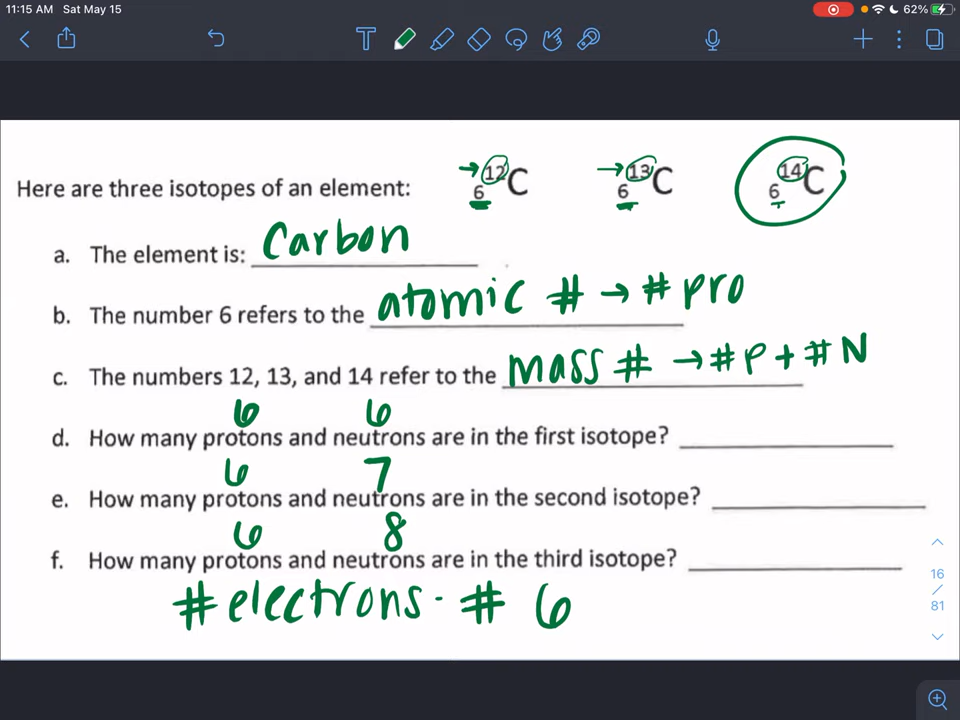 11:15 AM Sat May 15
62%
Here are three isotopes of an element: 12 6 C 13 6 C 14 6 C
a. The element is: Carbon
b. The number 6 refers to the atomic # → # pro
c. The numbers 12, 13, and 14 refer to the mass # → # P + # N
6 6
d. How many protons and neutrons are in the first isotope?
6 7
e. How many protons and neutrons are in the second isotope?
6 8
f. How many protons and neutrons are in the third isotope?
# electrons · # 6
16
/
81